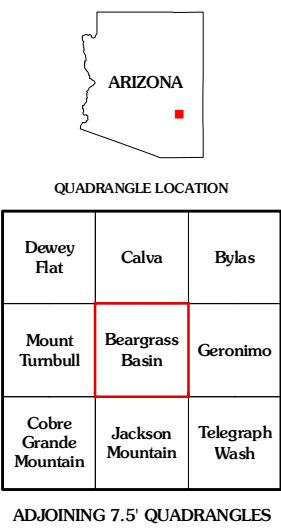 ARIZONA
QUADRANGLE LOCATION
Dewey
Flat
Calva
Bylas
Mount
Turnbull
Beargrass
Basin
Geronimo
Cobre
Grande
Mountain
Jackson
Mountain
Telegraph
Wash
ADJOINING 7.5' QUADRANGLES